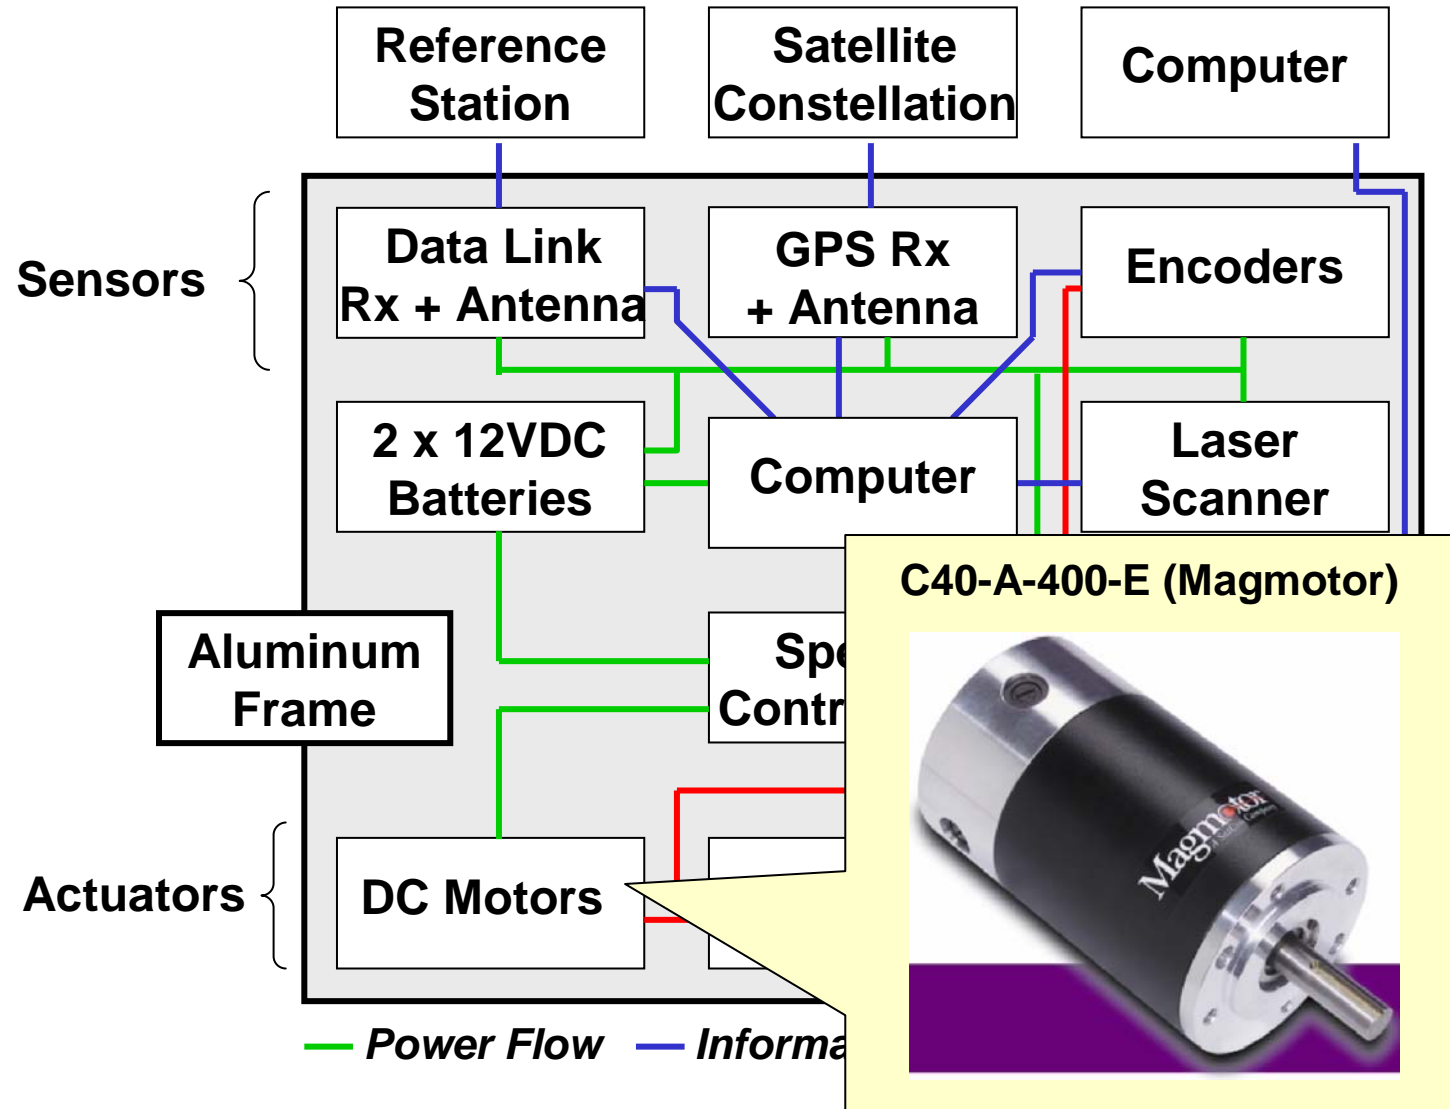 Reference
Station
Satellite
Constellation
Computer
Sensors
Data Link
Rx + Antenna
GPS Rx
+ Antenna
Encoders
2 x 12VDC
Batteries
Computer
Laser
Scanner
Aluminum
Frame
Spe
Contr
C40-A-400-E (Magmotor)
Magmotor
Actuators
DC Motors
Power Flow
Informa